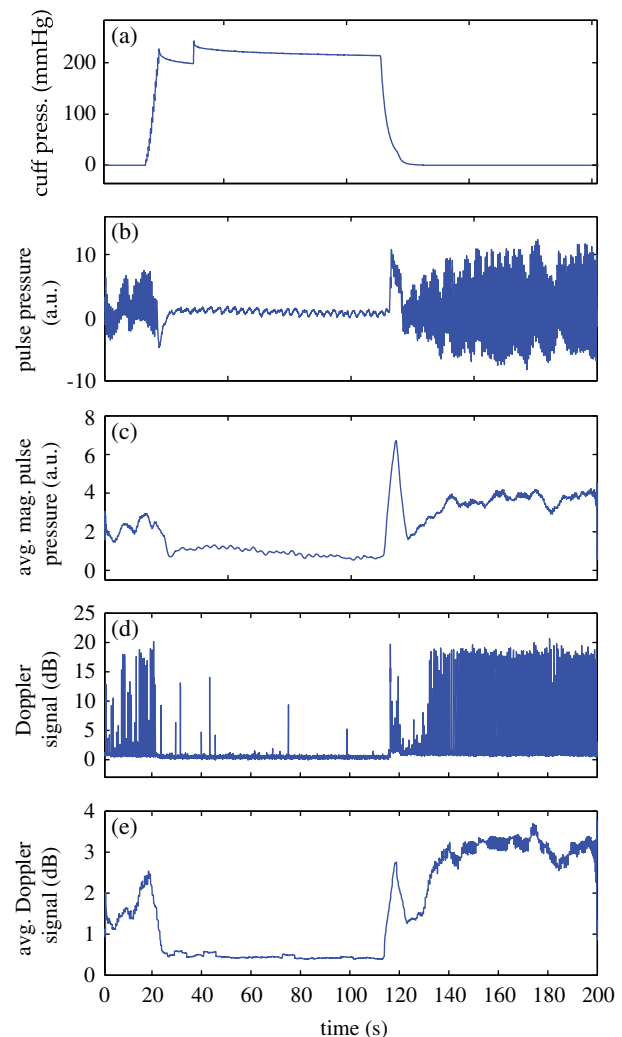 (a)
cuff press. (mmHg)
200
100
0
(b)
pulse pressure
(a.u.)
10
0
-10
(c)
avg. mag. pulse
pressure (a.u.)
8
6
4
2
0
(d)
Doppler
signal (dB)
25
20
15
10
5
0
(e)
avg. Doppler
signal (dB)
4
3
2
1
0
0 20 40 60 80 100 120 140 160 180 200
time (s)